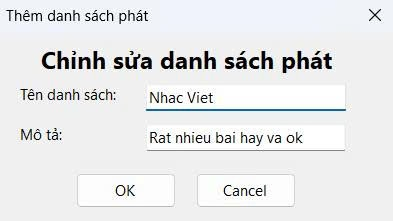 Thêm danh sách phát
Chỉnh sửa danh sách phát
Tên danh sách: Nhac Viet
Mô tả: Rat nhieu bai hay va ok
OK Cancel